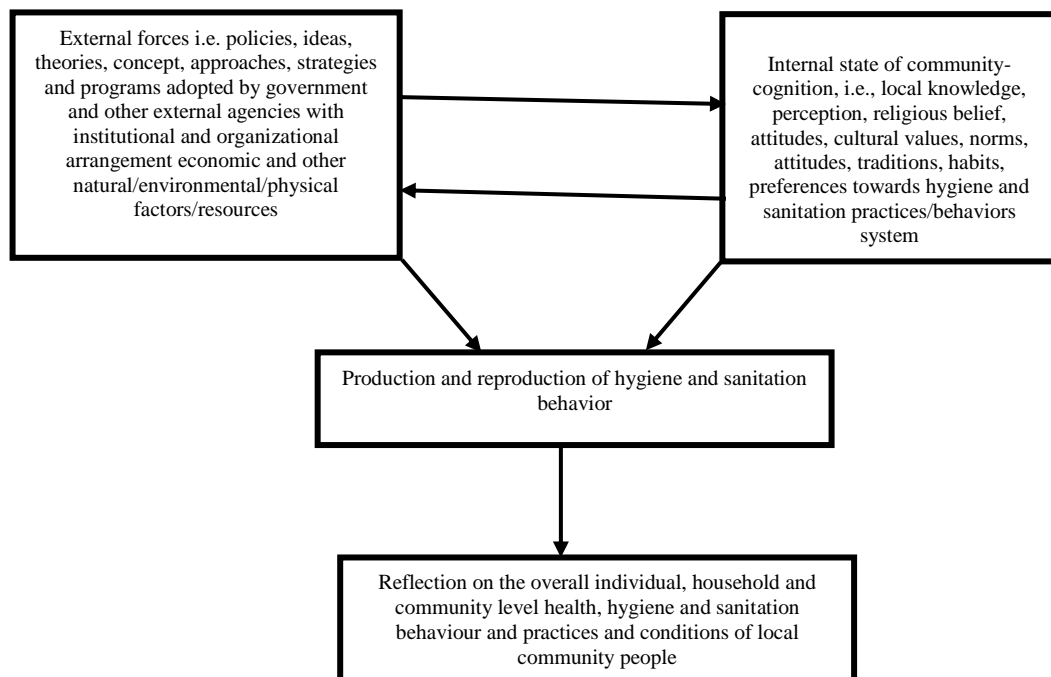 External forces i.e. policies, ideas,
theories, concept, approaches, strategies
and programs adopted by government
and other external agencies with
institutional and organizational
arrangement economic and other
natural/environmental/physical
factors/resources
Internal state of community-
cognition, i.e., local knowledge,
perception, religious belief,
attitudes, cultural values, norms,
attitudes, traditions, habits,
preferences towards hygiene and
sanitation practices/behaviors
system
Production and reproduction of hygiene and sanitation
behavior
Reflection on the overall individual, household and
community level health, hygiene and sanitation
behaviour and practices and conditions of local
community people